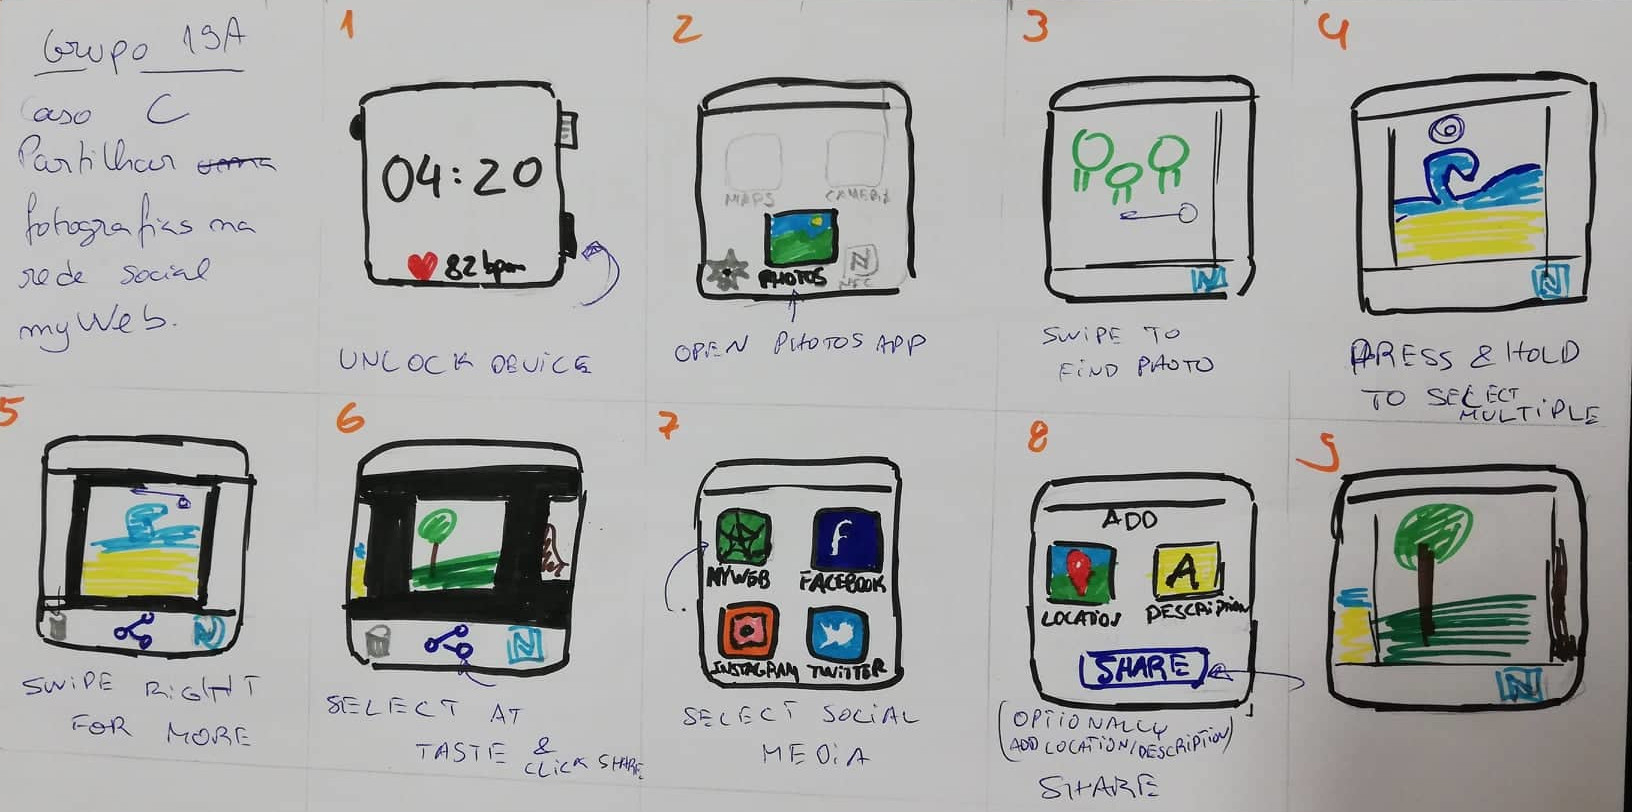 Grupo 19A
Caso C
Partilhar
fotografias na
rede social
myWeb.
1
04:20
82 bpm
UNLOCK DEVICE
2
MAPS CAMERA
PHOTOS
N
NFC
OPEN PHOTOS APP
3
N
SWIPE TO
FIND PHOTO
4
N
PRESS & HOLD
TO SELECT
MULTIPLE
5
N
SWIPE RIGHT
FOR MORE
6
N
SELECT AT
TASTE &
CLICK SHARE
7
f
MYWEB FACEBOOK
INSTAGRAM TWITTER
SELECT SOCIAL
MEDIA
8
ADD
A
LOCATION DESCRIPTION
SHARE
(OPTIONALLY
ADD LOCATION/DESCRIPTION)
SHARE
9
N